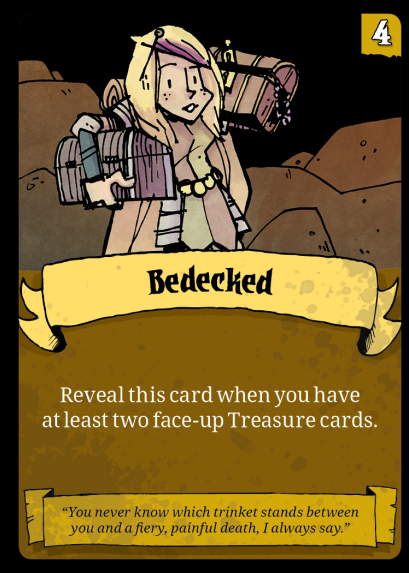 4
Bedecked
Reveal this card when you have
at least two face-up Treasure cards.
“You never know which trinket stands between
you and a fiery, painful death, I always say.”